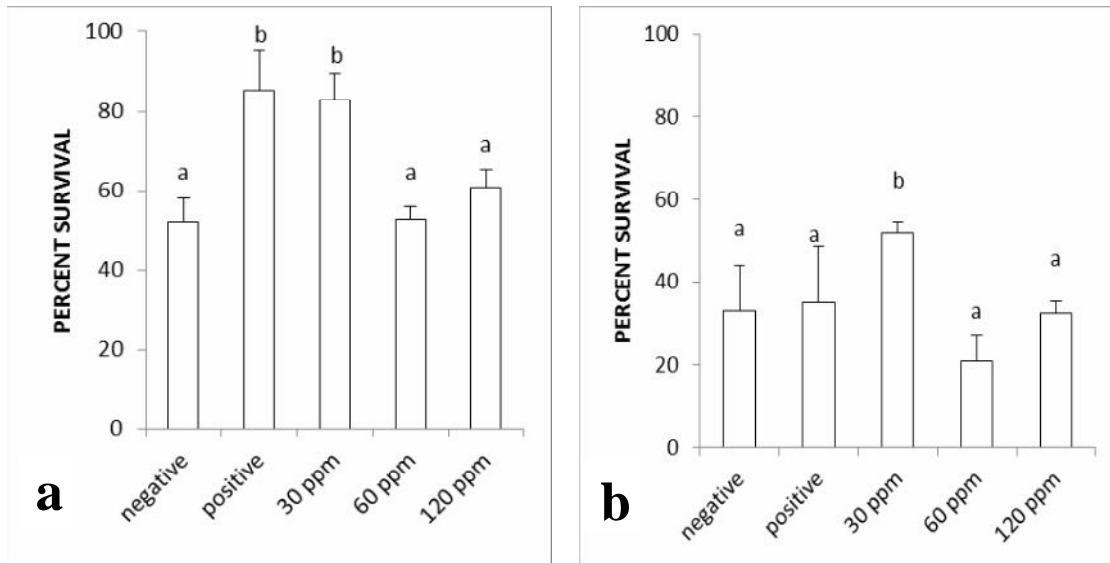 100
80
60
40
20
0
PERCENT SURVIVAL
a
b
b
a
a
negative
positive
30 ppm
60 ppm
120 ppm
a
100
80
60
40
20
0
PERCENT SURVIVAL
a
a
b
a
a
negative
positive
30 ppm
60 ppm
120 ppm
b